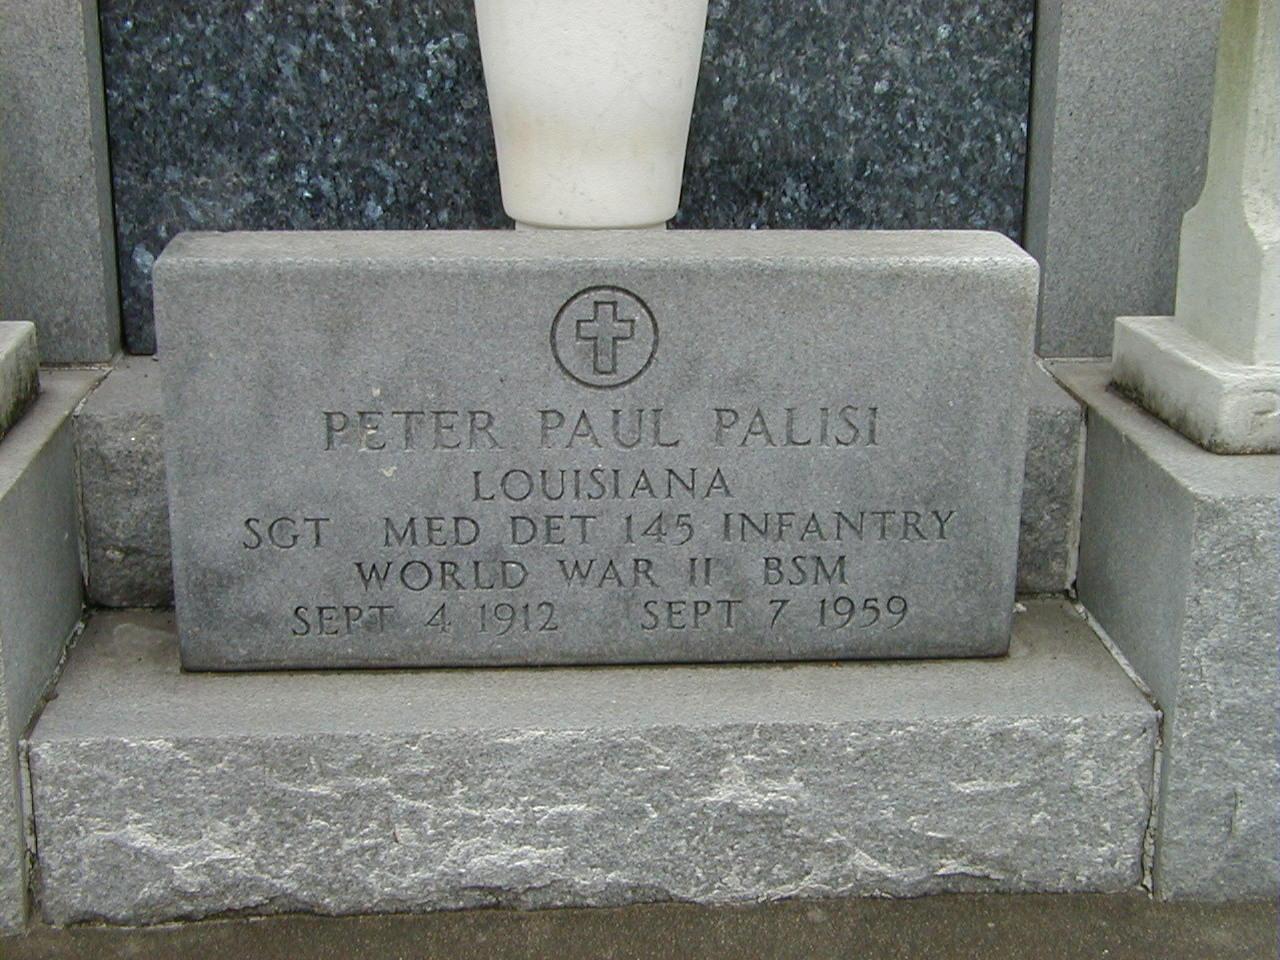 PETER PAUL PALISI
LOUISIANA
SGT MED DET 145 INFANTRY
WORLD WAR II BSM
SEPT 4 1912 SEPT 7 1959